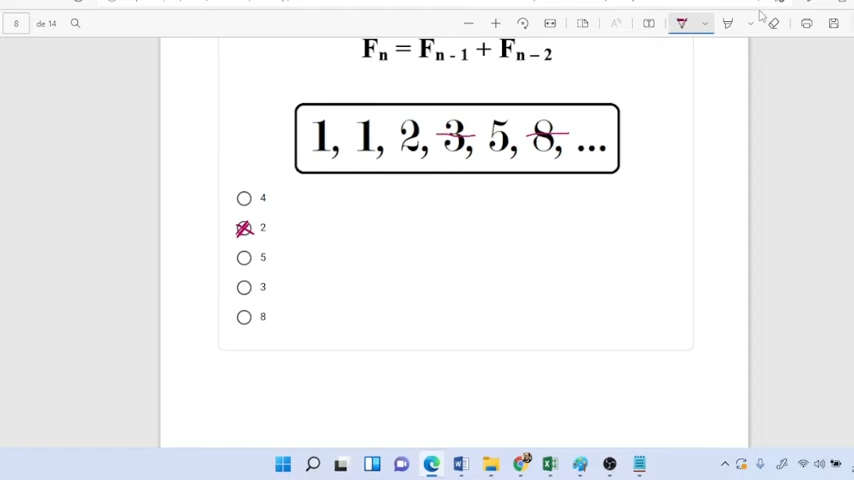 8 de 14
Fn = Fn - 1 + Fn – 2
1, 1, 2, 3, 5, 8, ...
4
2
5
3
8